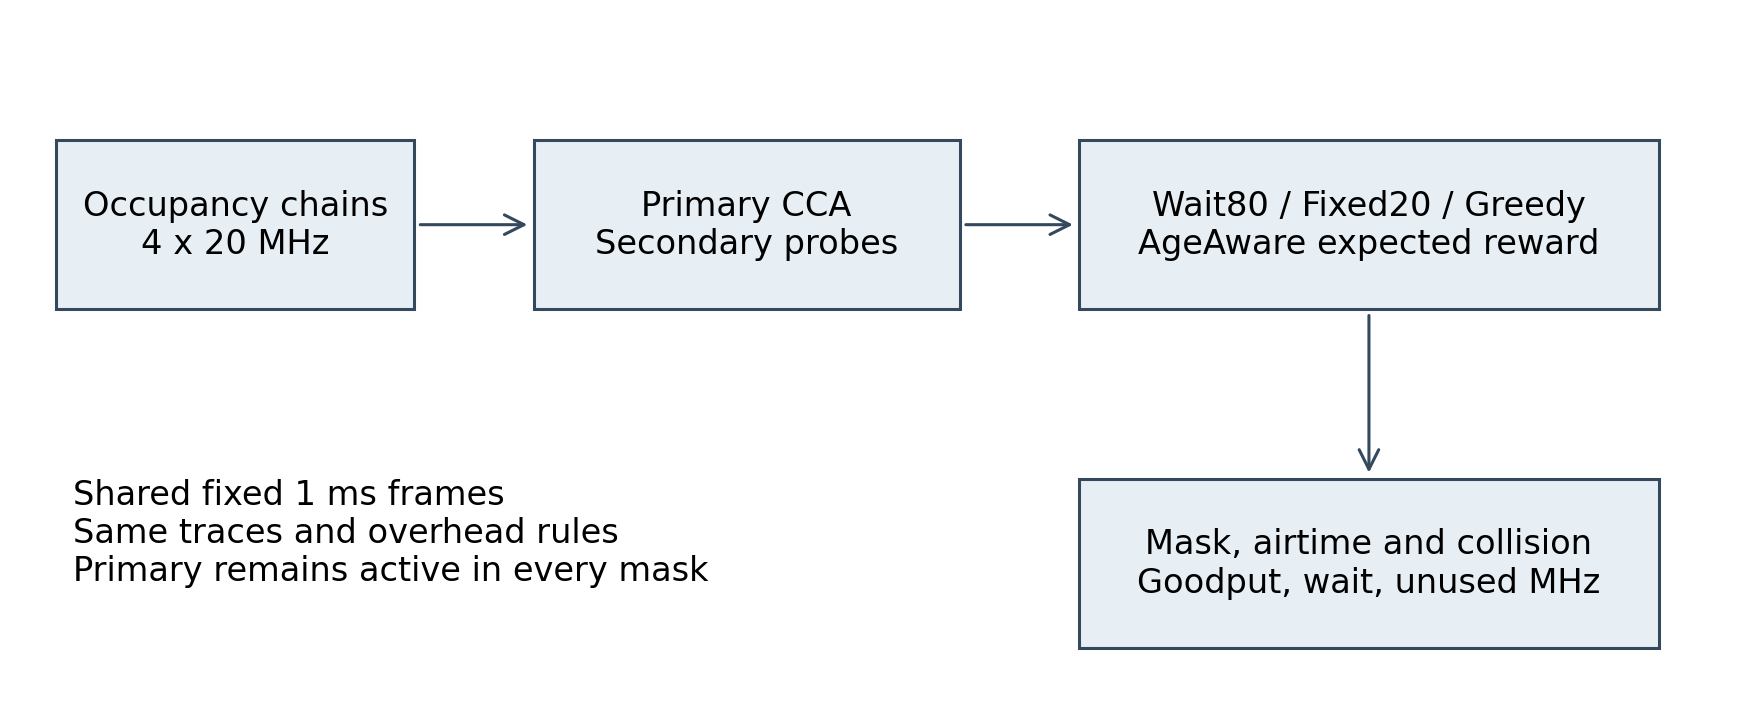 Occupancy chains
4 x 20 MHz
Primary CCA
Secondary probes
Wait80 / Fixed20 / Greedy
AgeAware expected reward
Shared fixed 1 ms frames
Same traces and overhead rules
Primary remains active in every mask
Mask, airtime and collision
Goodput, wait, unused MHz